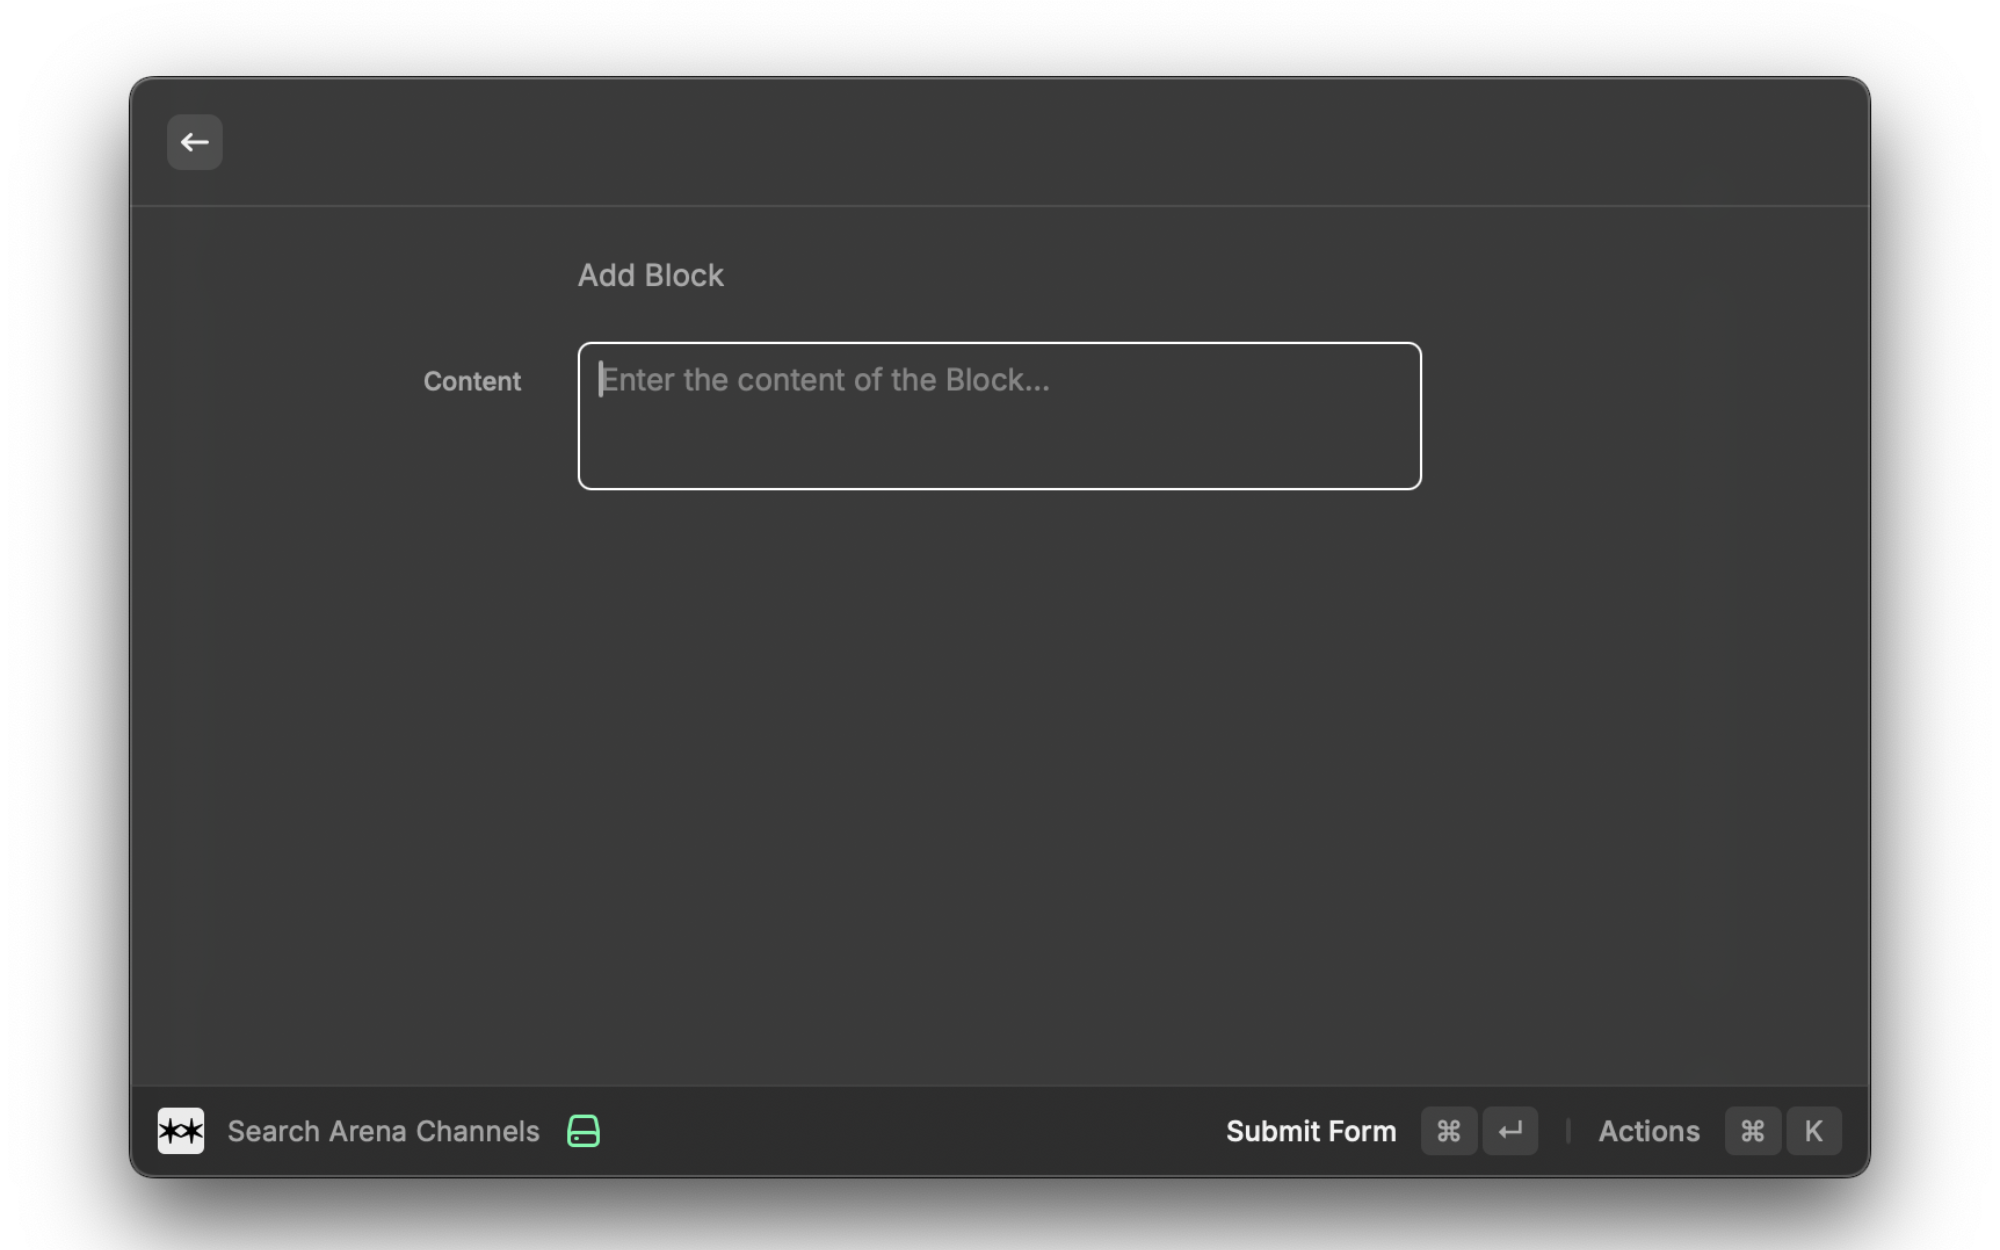 Add Block
Content
Enter the content of the Block...
Search Arena Channels
Submit Form ⌘ ↵
Actions ⌘ K